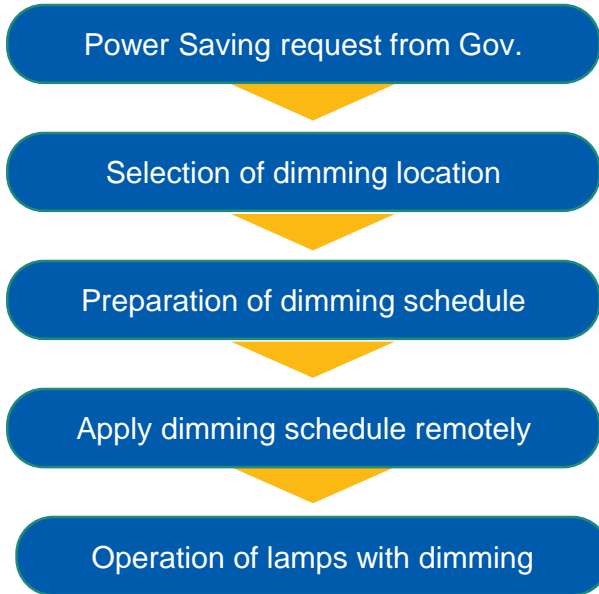 Power Saving request from Gov.
Selection of dimming location
Preparation of dimming schedule
Apply dimming schedule remotely
Operation of lamps with dimming